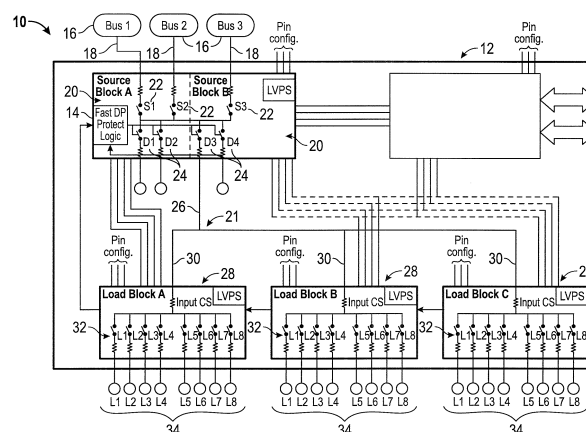 10
16
Bus 1
Bus 2
Bus 3
16
18
18
18
Pin config.
12
Pin config.
Source Block A
Source Block B
LVPS
20
22
S1
S2
22
S3
22
14
Fast DP Protect Logic
20
D1
D2
D3
D4
24
24
26
21
30
30
30
Pin config.
28
Pin config.
28
Pin config.
Load Block A
LVPS
Input CS
Load Block B
LVPS
Input CS
Load Block C
LVPS
Input CS
32
L1 L2 L3 L4 L5 L6 L7 L8
32
L1 L2 L3 L4 L5 L6 L7 L8
32
L1 L2 L3 L4 L5 L6 L7 L8
L1 L2 L3 L4 L5 L6 L7 L8
L1 L2 L3 L4 L5 L6 L7 L8
L1 L2 L3 L4 L5 L6 L7 L8
34
34
34